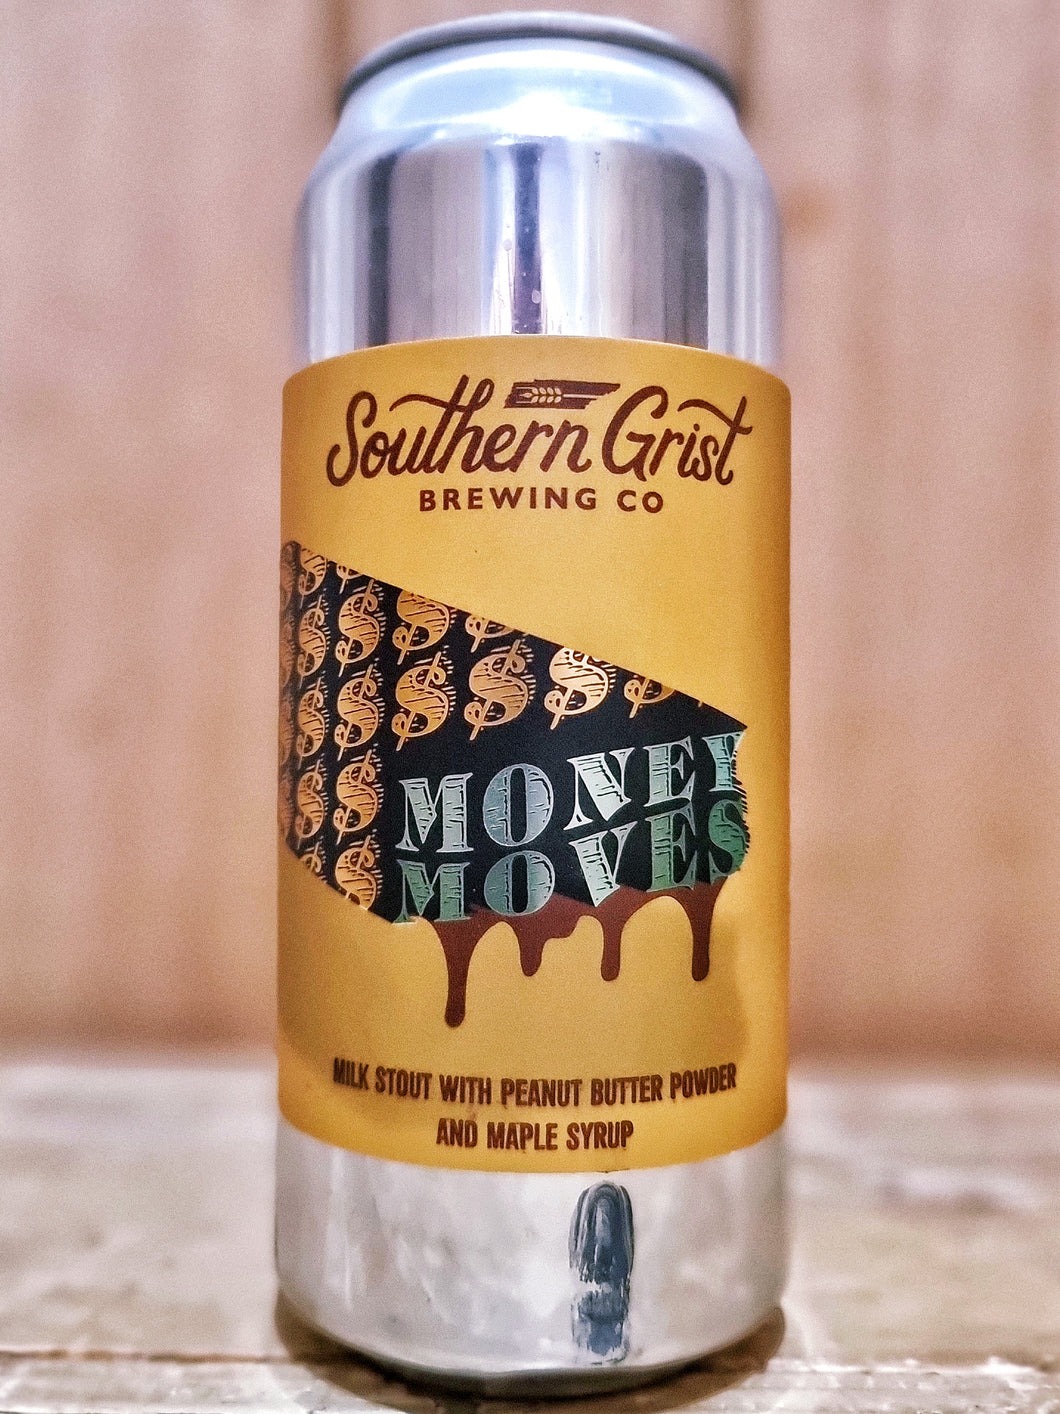 Southern Grist
BREWING CO
MONEY
MOVES
MILK STOUT WITH PEANUT BUTTER POWDER
AND MAPLE SYRUP